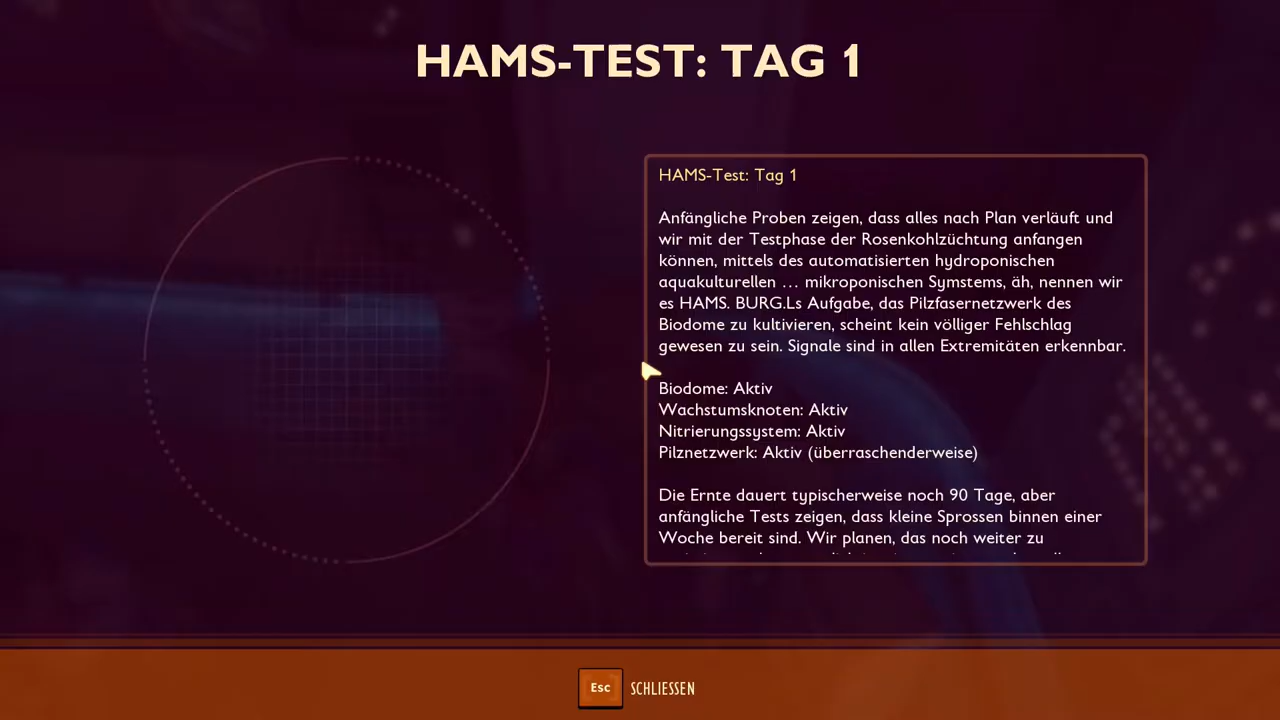 HAMS-TEST: TAG 1
HAMS-Test: Tag 1
Anfängliche Proben zeigen, dass alles nach Plan verläuft und
wir mit der Testphase der Rosenkohlzüchtung anfangen
können, mittels des automatisierten hydroponischen
aquakulturellen … mikroponischen Symstems, äh, nennen wir
es HAMS. BURG.Ls Aufgabe, das Pilzfasernetzwerk des
Biodome zu kultivieren, scheint kein völliger Fehlschlag
gewesen zu sein. Signale sind in allen Extremitäten erkennbar.
Biodome: Aktiv
Wachstumsknoten: Aktiv
Nitrierungssystem: Aktiv
Pilznetzwerk: Aktiv (überraschenderweise)
Die Ernte dauert typischerweise noch 90 Tage, aber
anfängliche Tests zeigen, dass kleine Sprossen binnen einer
Woche bereit sind. Wir planen, das noch weiter zu
Esc SCHLIESSEN